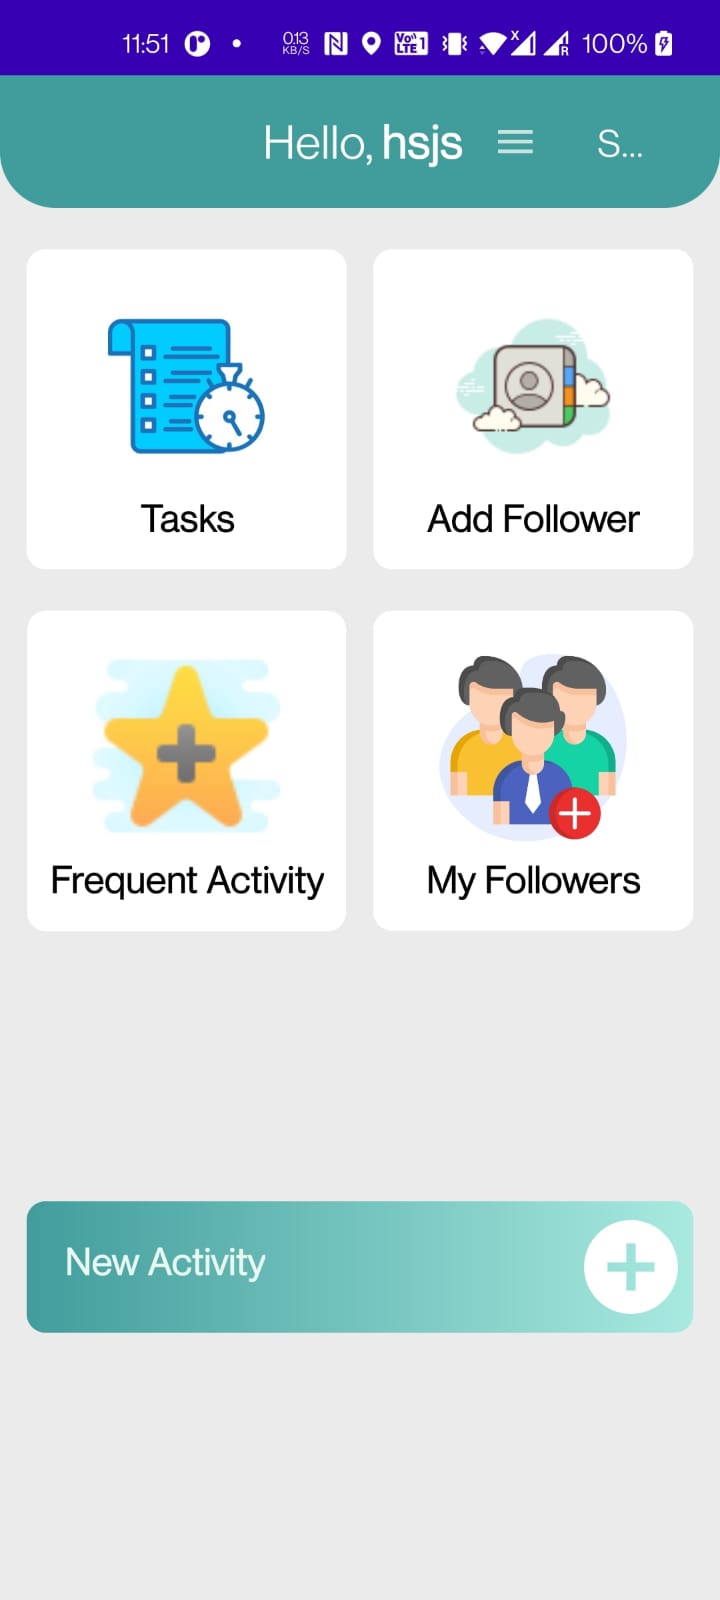 11:51 0.13 KB/S Vo)) LTE 1 X R 100%
Hello, hsjs S...
Tasks
Add Follower
Frequent Activity
My Followers
New Activity